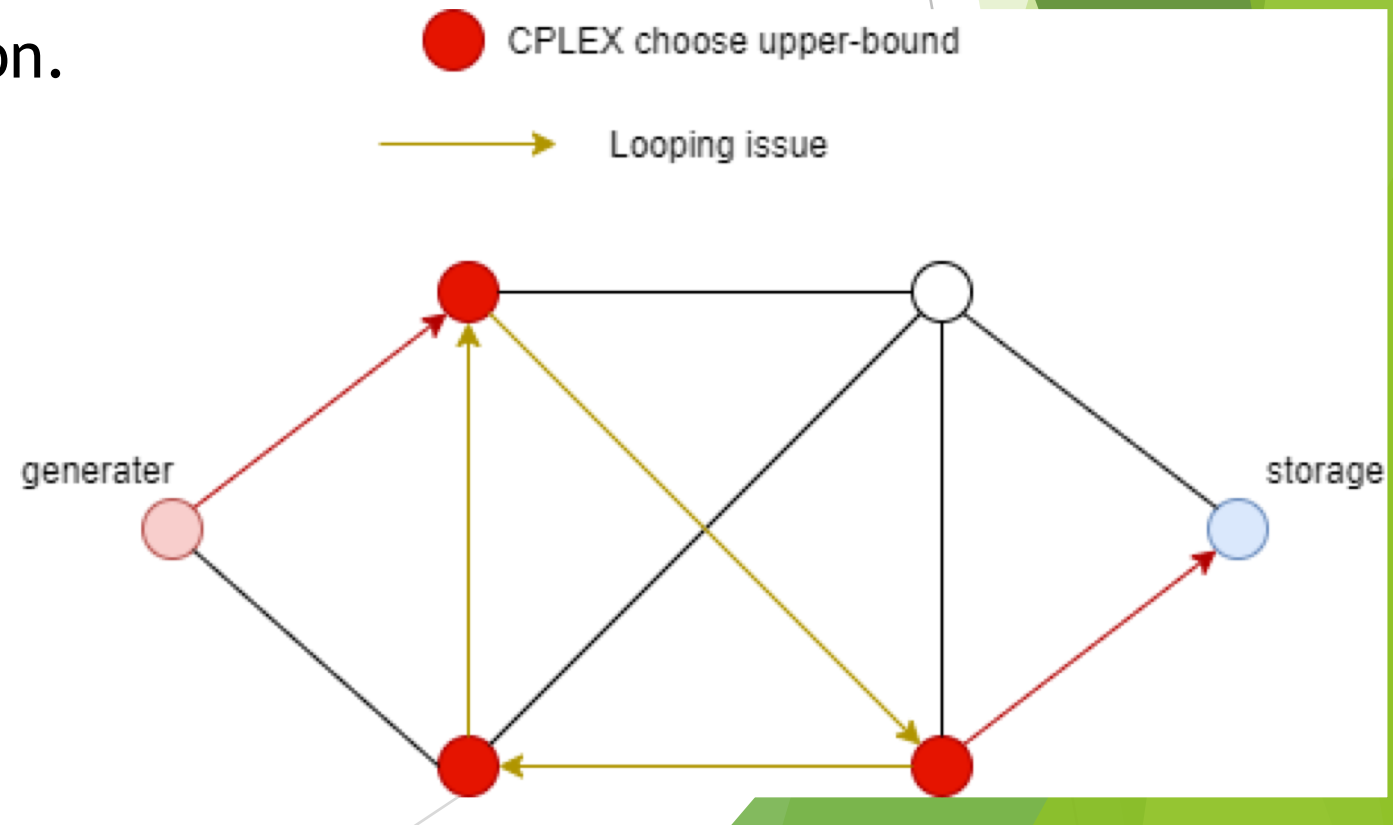 on.
CPLEX choose upper-bound
Looping issue
generater
storage